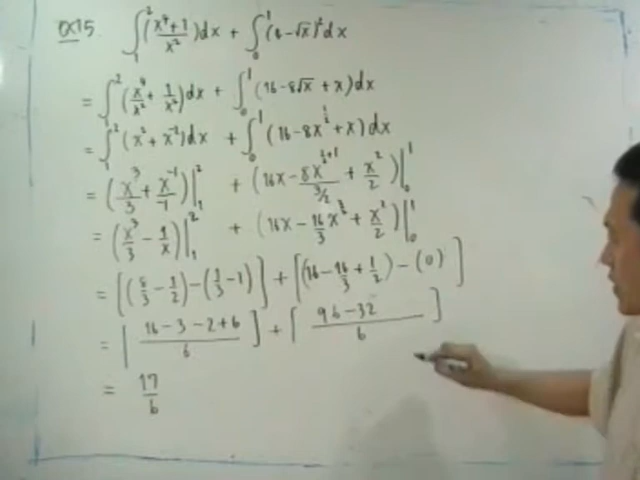 EX15. ∫₁²((x⁴+1)/x²)dx + ∫₀¹(4-√x)²dx
= ∫₁²(x⁴/x² + 1/x²)dx + ∫₀¹(16-8√x+x)dx
= ∫₁²(x²+x⁻²)dx + ∫₀¹(16-8x^(1/2)+x)dx
= (x³/3 + x⁻¹/-1)|₁² + (16x - 8x^(1/2+1)/(3/2) + x²/2)|₀¹
= (x³/3 - 1/x)|₁² + (16x - 16/3 x^(3/2) + x²/2)|₀¹
= [(8/3 - 1/2)-(1/3 - 1)] + [(16 - 16/3 + 1/2)-(0)]
= [(16-3-2+6)/6] + [(96-32)/6]
= 17/6